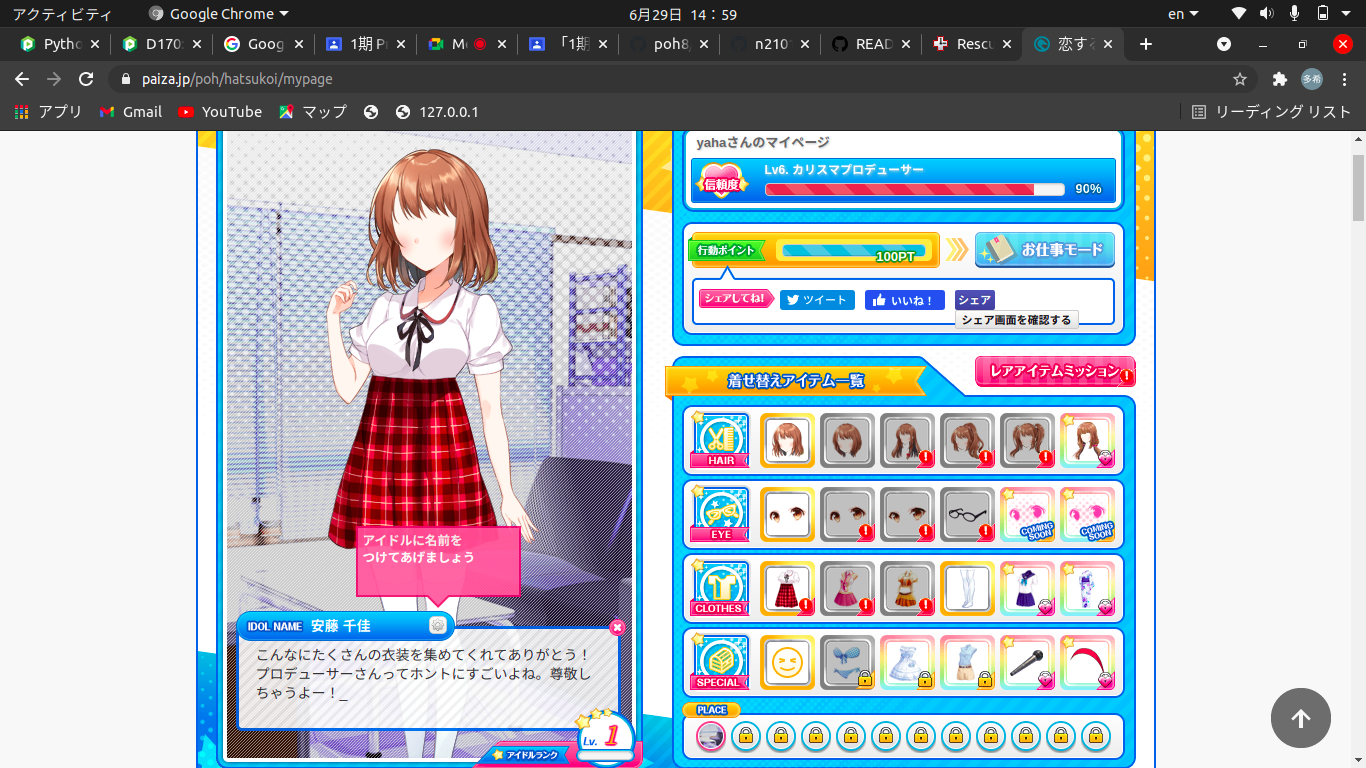 アクティビティ
Google Chrome
6月29日 14：59
en
Pytho
D170
Goog
1期 P
M
「1期
poh8
n210
READ
Rescu
恋す
paiza.jp/poh/hatsukoi/mypage
多希
アプリ
Gmail
YouTube
マップ
127.0.0.1
リーディング リスト
yahaさんのマイページ
信頼度
Lv6. カリスマプロデューサー
90%
行動ポイント
100PT
お仕事モード
シェアしてね!
ツイート
いいね！
シェア
シェア画面を確認する
着せ替えアイテム一覧
レアアイテムミッション
HAIR
EYE
COMING SOON
COMING SOON
CLOTHES
SPECIAL
PLACE
アイドルに名前を
つけてあげましょう
IDOL NAME 安藤 千佳
こんなにたくさんの衣装を集めてくれてありがとう！
プロデューサーさんってホントにすごいよね。尊敬し
ちゃうよー！_
アイドルランク
Lv. 1